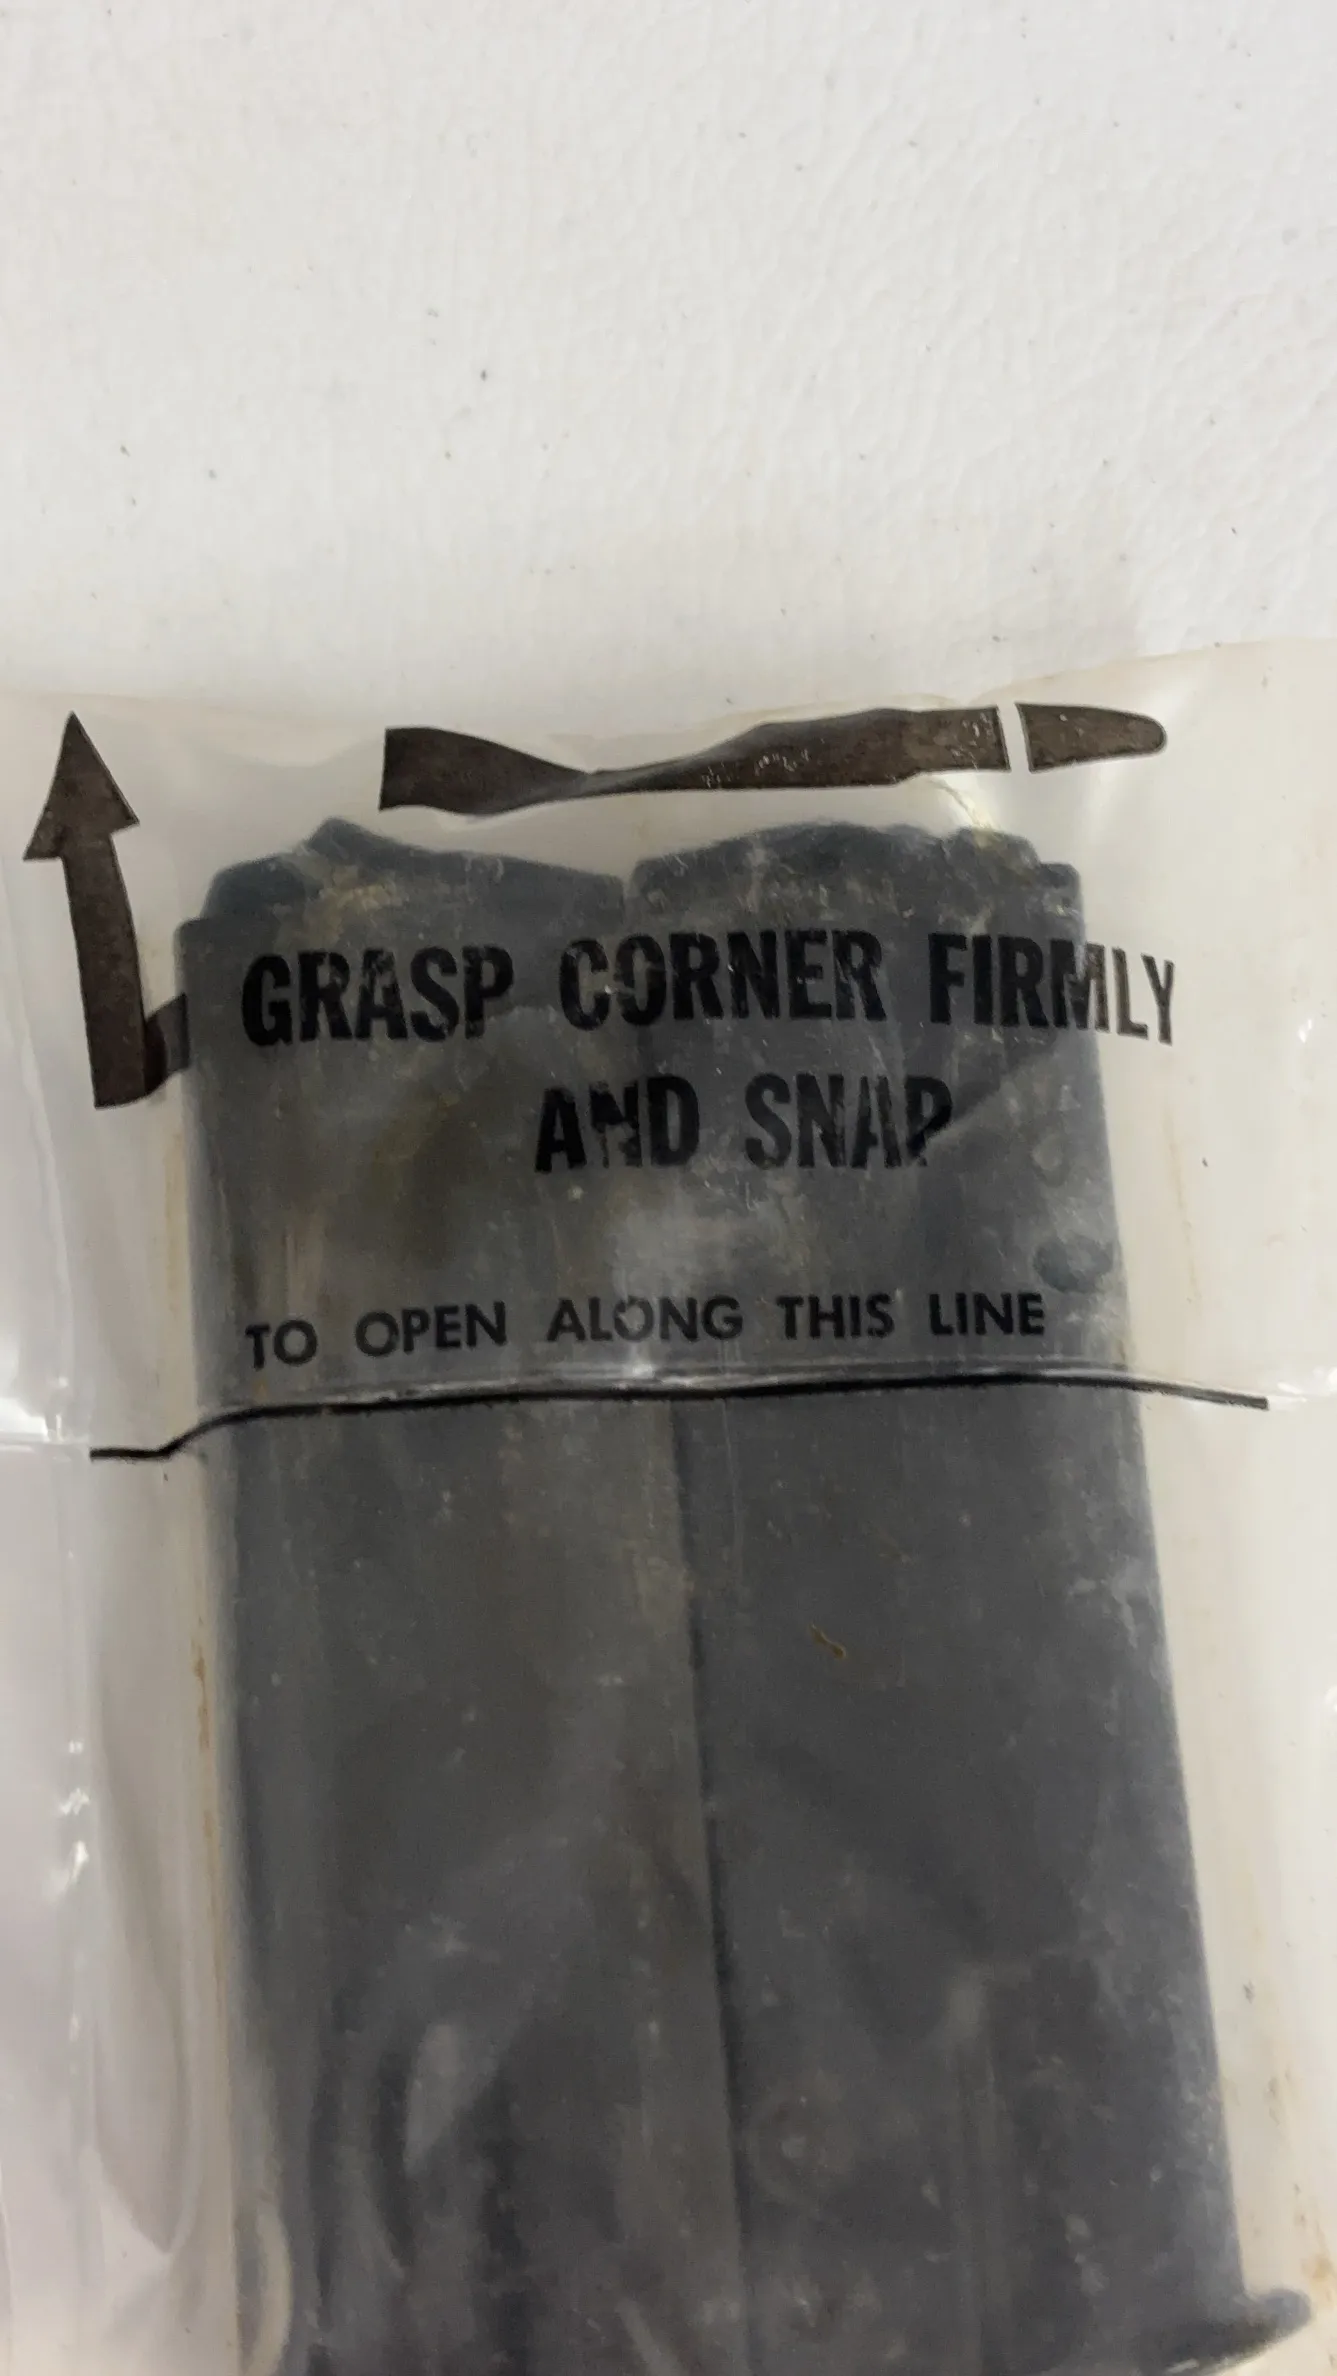 GRASP CORNER FIRMLY
AND SNAP
TO OPEN ALONG THIS LINE